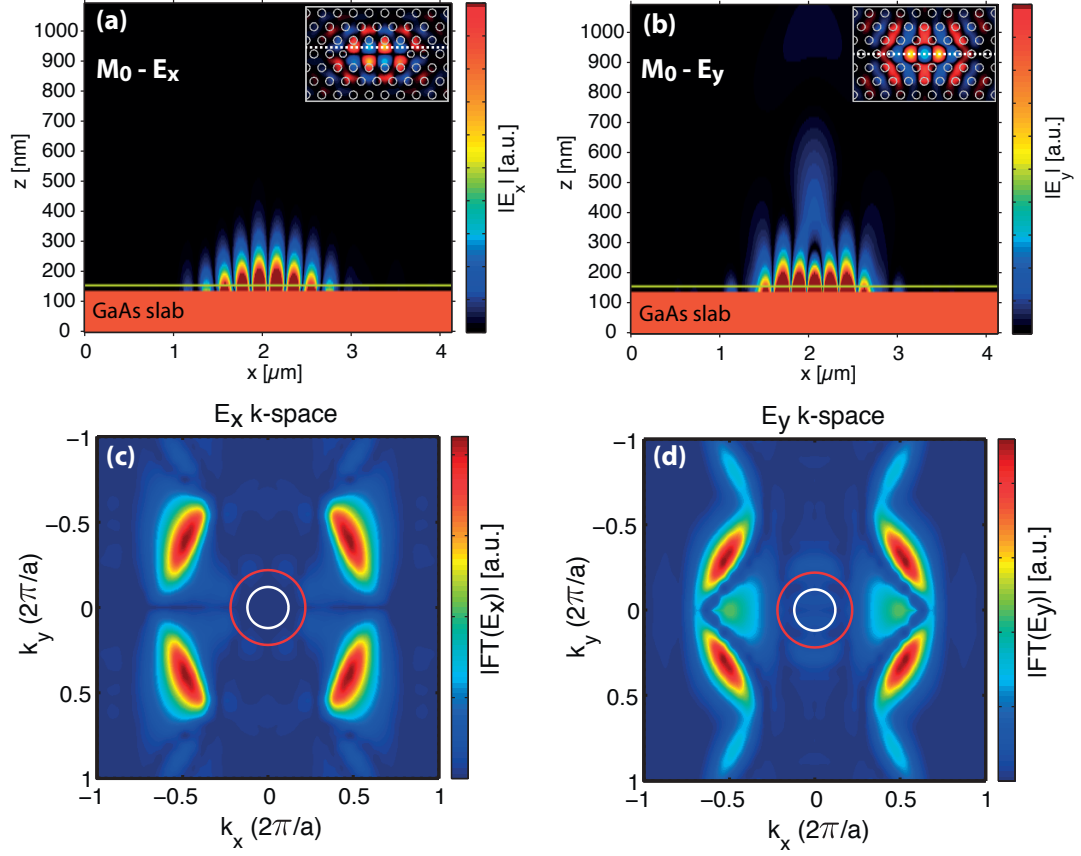 (a)
M0 - Ex
1000
900
800
700
600
500
400
300
200
100
0
z [nm]
GaAs slab
0 1 2 3 4
x [µm]
|Ex| [a.u.]
(b)
M0 - Ey
1000
900
800
700
600
500
400
300
200
100
0
z [nm]
GaAs slab
0 1 2 3 4
x [µm]
|Ey| [a.u.]
Ex k-space
(c)
-1
-0.5
0
0.5
1
ky (2π/a)
-1 -0.5 0 0.5 1
kx (2π/a)
|FT(Ex)| [a.u.]
Ey k-space
(d)
-1
-0.5
0
0.5
1
ky (2π/a)
-1 -0.5 0 0.5 1
kx (2π/a)
|FT(Ey)| [a.u.]